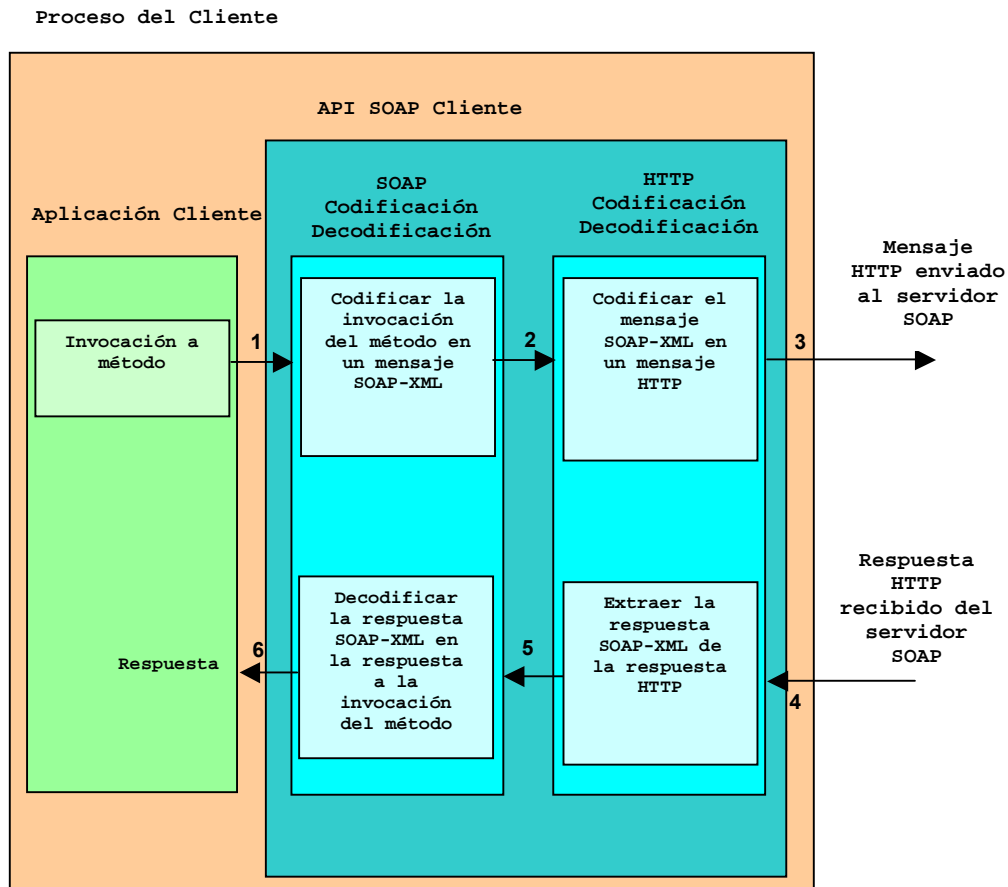 Proceso del Cliente
API SOAP Cliente
Aplicación Cliente
SOAP
Codificación
Decodificación
HTTP
Codificación
Decodificación
Invocación a
método
1
Codificar la
invocación
del método en
un mensaje
SOAP-XML
2
Codificar el
mensaje
SOAP-XML en
un mensaje
HTTP
3
Mensaje
HTTP enviado
al servidor
SOAP
Respuesta
HTTP
recibido del
servidor
SOAP
4
Extraer la
respuesta
SOAP-XML de
la respuesta
HTTP
5
Decodificar
la respuesta
SOAP-XML en
la respuesta
a la
invocación
del método
6
Respuesta